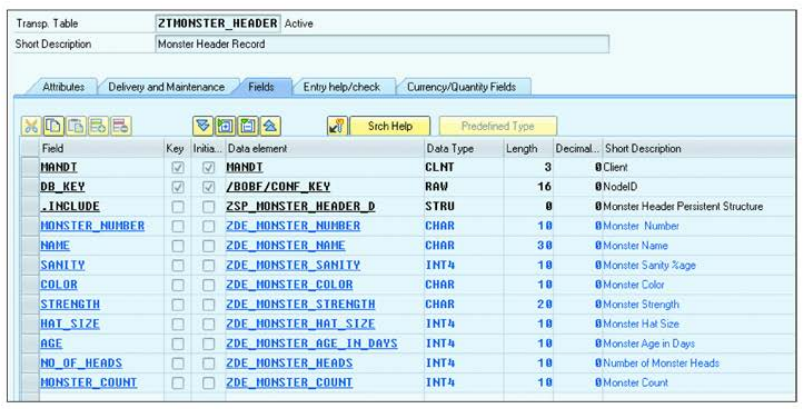 Transp. Table ZTMONSTER_HEADER Active
Short Description Monster Header Record
Attributes Delivery and Maintenance Fields Entry help/check Currency/Quantity Fields
Srch Help Predefined Type
Field Key Initia... Data element Data Type Length Decimal... Short Description
MANDT MANDT CLNT 3 0 Client
DB_KEY /BOBF/CONF_KEY RAW 16 0 NodeID
.INCLUDE ZSP_MONSTER_HEADER_D STRU 0 0 Monster Header Persistent Structure
MONSTER_NUMBER ZDE_MONSTER_NUMBER CHAR 10 0 Monster Number
NAME ZDE_MONSTER_NAME CHAR 30 0 Monster Name
SANITY ZDE_MONSTER_SANITY INT4 10 0 Monster Sanity %age
COLOR ZDE_MONSTER_COLOR CHAR 10 0 Monster Color
STRENGTH ZDE_MONSTER_STRENGTH CHAR 20 0 Monster Strength
HAT_SIZE ZDE_MONSTER_HAT_SIZE INT4 10 0 Monster Hat Size
AGE ZDE_MONSTER_AGE_IN_DAYS INT4 10 0 Monster Age in Days
NO_OF_HEADS ZDE_MONSTER_HEADS INT4 10 0 Number of Monster Heads
MONSTER_COUNT ZDE_MONSTER_COUNT INT4 10 0 Monster Count